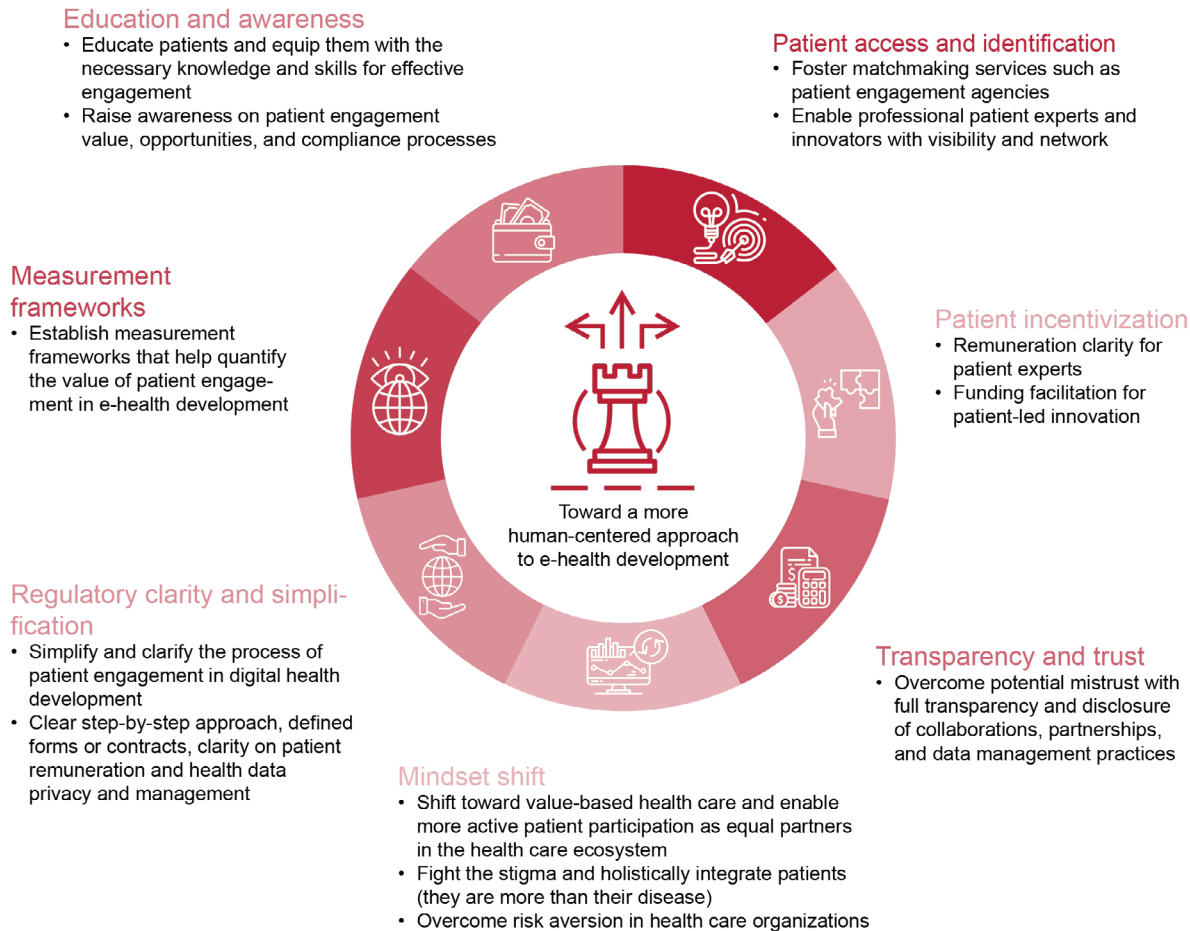 Education and awareness
• Educate patients and equip them with the
necessary knowledge and skills for effective
engagement
• Raise awareness on patient engagement
value, opportunities, and compliance processes
Patient access and identification
• Foster matchmaking services such as
patient engagement agencies
• Enable professional patient experts and
innovators with visibility and network
Measurement
frameworks
• Establish measurement
frameworks that help quantify
the value of patient engage-
ment in e-health development
Patient incentivization
• Remuneration clarity for
patient experts
• Funding facilitation for
patient-led innovation
Toward a more
human-centered approach
to e-health development
Regulatory clarity and simpli-
fication
• Simplify and clarify the process of
patient engagement in digital health
development
• Clear step-by-step approach, defined
forms or contracts, clarity on patient
remuneration and health data
privacy and management
Transparency and trust
• Overcome potential mistrust with
full transparency and disclosure
of collaborations, partnerships,
and data management practices
Mindset shift
• Shift toward value-based health care and enable
more active patient participation as equal partners
in the health care ecosystem
• Fight the stigma and holistically integrate patients
(they are more than their disease)
• Overcome risk aversion in health care organizations